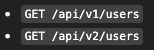 • GET /api/v1/users
• GET /api/v2/users